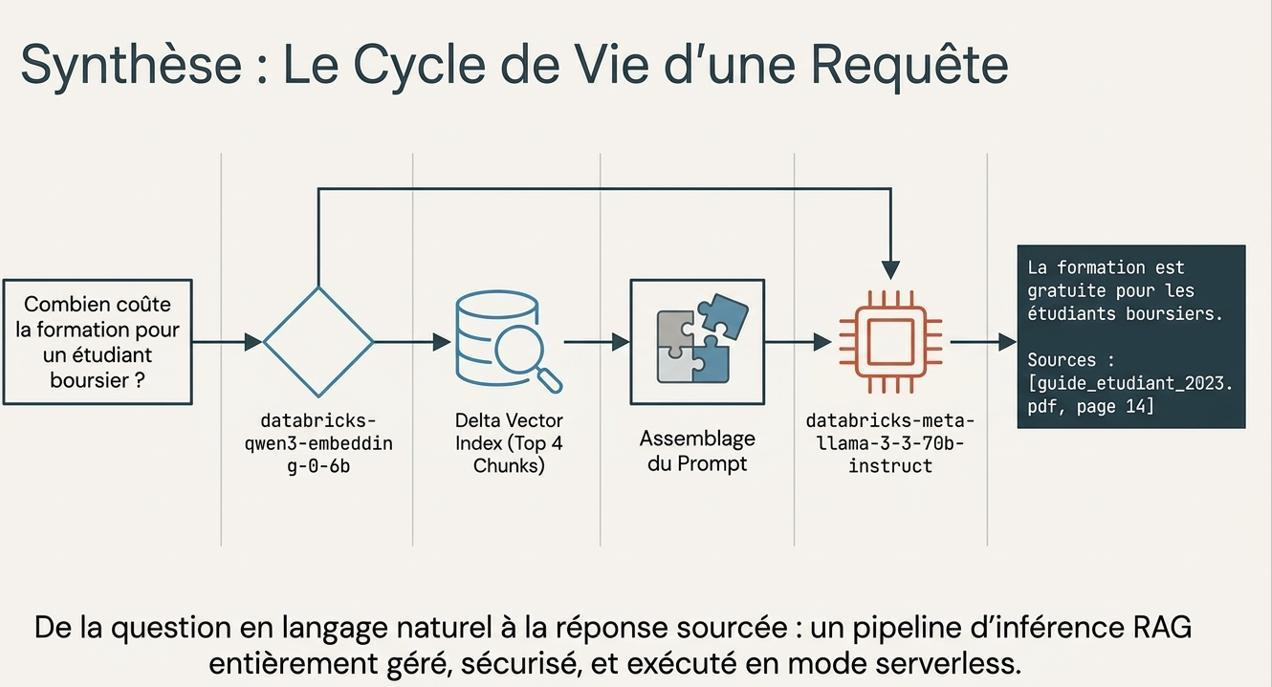 Synthèse : Le Cycle de Vie d’une Requête
Combien coûte
la formation pour
un étudiant
boursier ?
databricks-
qwen3-embeddin
g-0-6b
Delta Vector
Index (Top 4
Chunks)
Assemblage
du Prompt
databricks-meta-
llama-3-3-70b-
instruct
La formation est
gratuite pour les
étudiants boursiers.
Sources :
[guide_etudiant_2023.
pdf, page 14]
De la question en langage naturel à la réponse sourcée : un pipeline d’inférence RAG
entièrement géré, sécurisé, et exécuté en mode serverless.